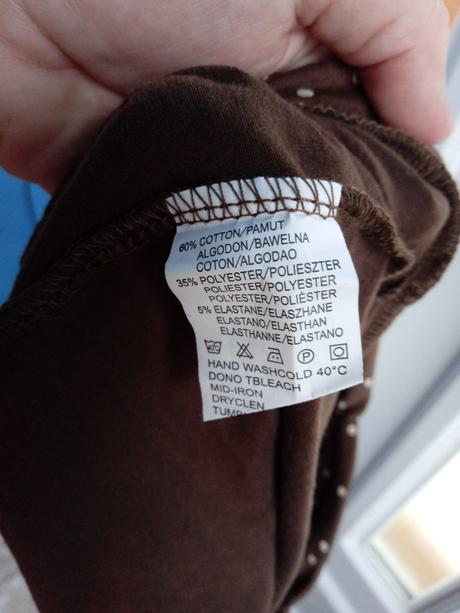 60% COTTON/PAMUT
ALGODON/BAWELNA
COTON/ALGODAO
35% POLYESTER/POLIESZTER
POLIESTER/POLYESTER
POLYESTER/POLIÈSTER
5% ELASTANE/ELASZHANE
ELASTANO/ELASTHAN
ELASTHANNE/ELASTANO
P
HAND WASHCOLD 40°C
DONO TBLEACH
MID-IRON
DRYCLEN